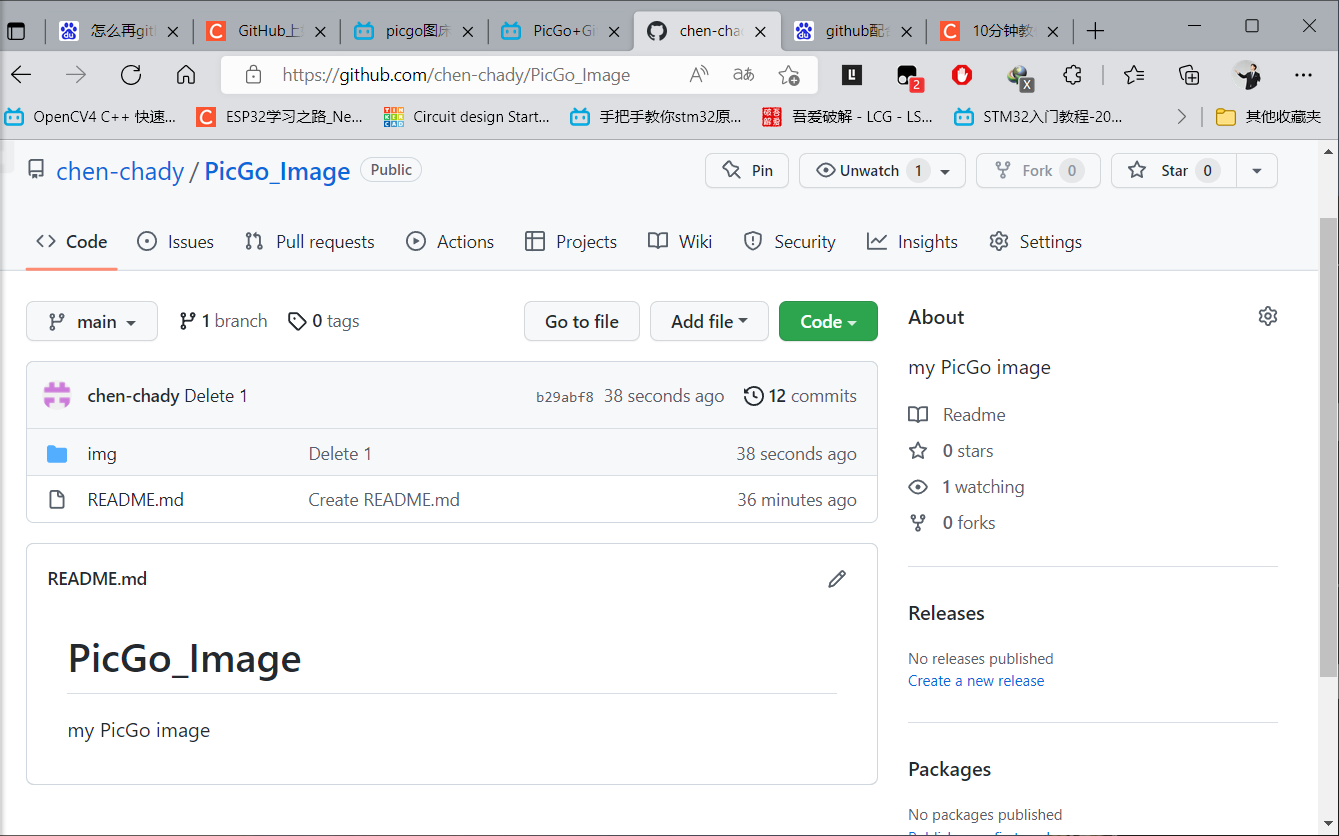 怎么再git
GitHub上
picgo图床
PicGo+Gi
chen-chad
github配
10分钟教
https://github.com/chen-chady/PicGo_Image
2
X
OpenCV4 C++ 快速...
ESP32学习之路_Ne...
Circuit design Start...
手把手教你stm32原...
吾爱破解 - LCG - LS...
STM32入门教程-20...
其他收藏夹
chen-chady / PicGo_Image Public
Pin
Unwatch 1
Fork 0
Star 0
Code
Issues
Pull requests
Actions
Projects
Wiki
Security
Insights
Settings
main
1 branch
0 tags
Go to file
Add file
Code
chen-chady Delete 1
b29abf8 38 seconds ago
12 commits
img Delete 1 38 seconds ago
README.md Create README.md 36 minutes ago
README.md
PicGo_Image
my PicGo image
About
my PicGo image
Readme
0 stars
1 watching
0 forks
Releases
No releases published
Create a new release
Packages
No packages published